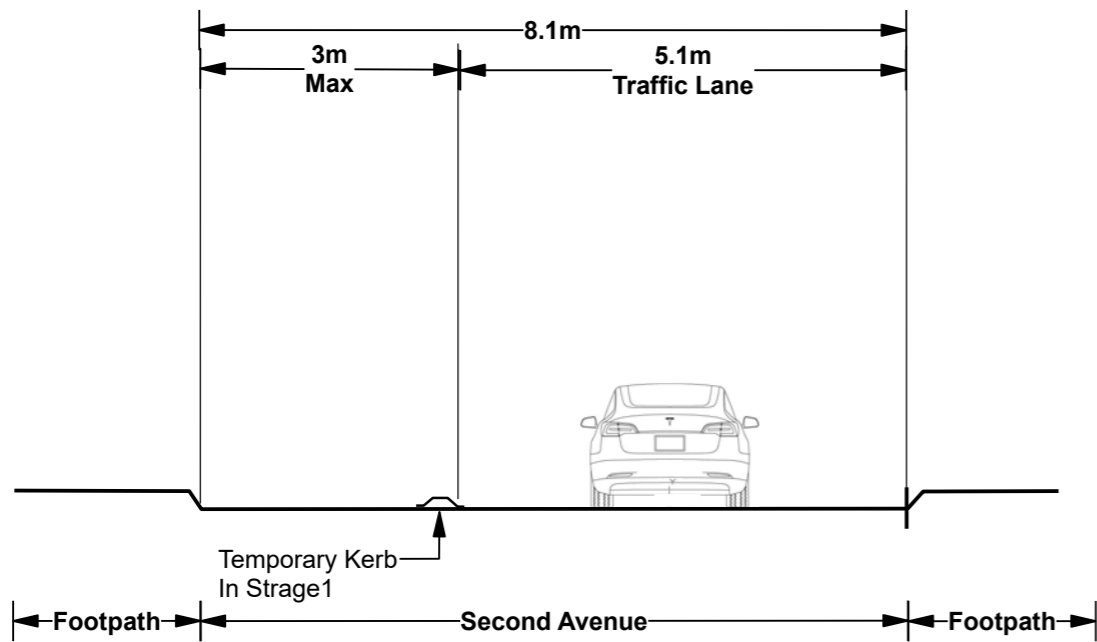 8.1m
3m
Max
5.1m
Traffic Lane
Temporary Kerb
In Strage1
Footpath
Second Avenue
Footpath